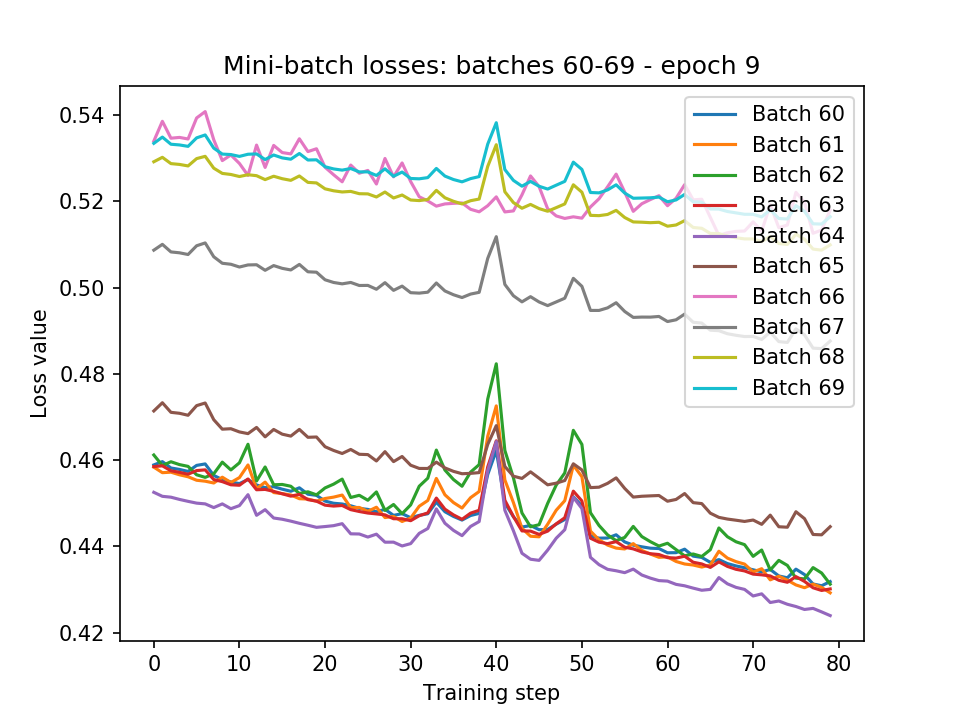 Mini-batch losses: batches 60-69 - epoch 9
0.54
0.52
0.50
0.48
0.46
0.44
0.42
Loss value
0
10
20
30
40
50
60
70
80
Training step
Batch 60
Batch 61
Batch 62
Batch 63
Batch 64
Batch 65
Batch 66
Batch 67
Batch 68
Batch 69